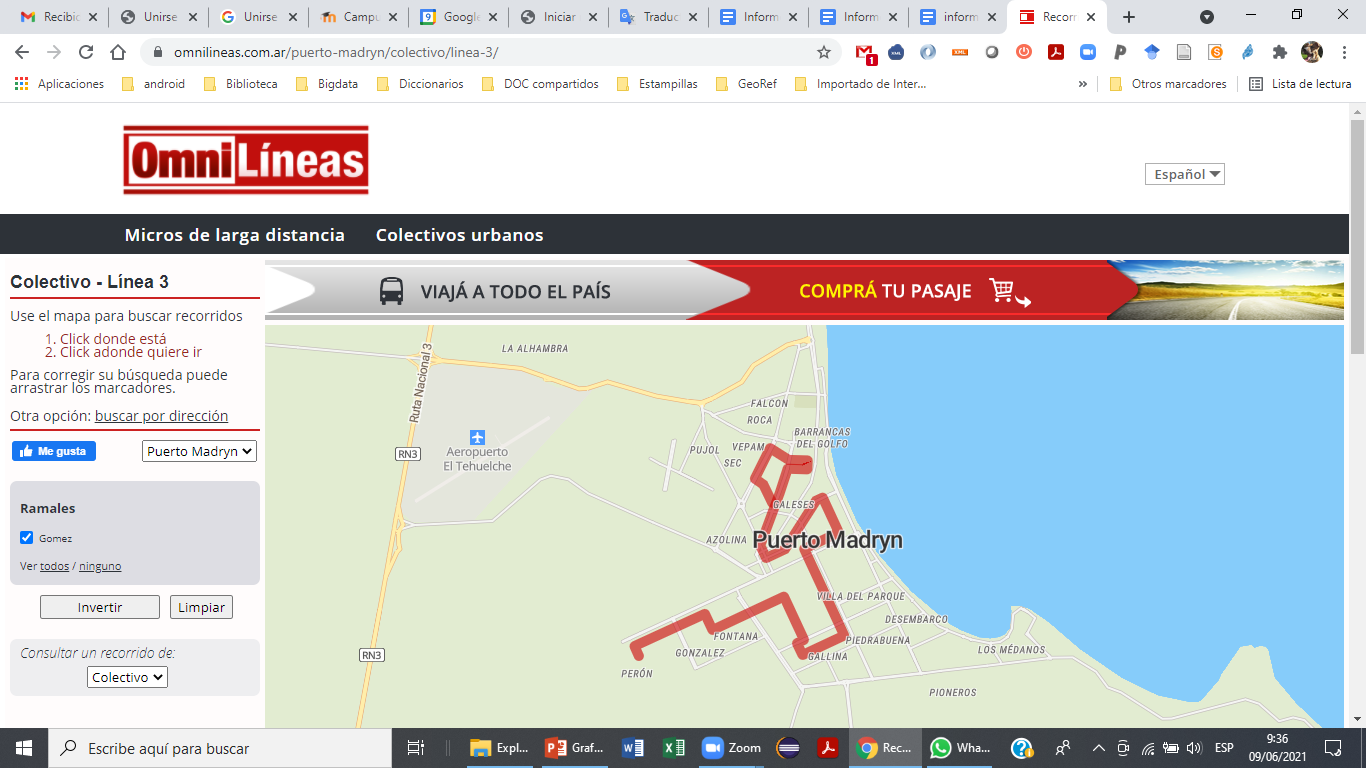 Recibic
Unirse
Unirse
Campu
Google
Iniciar
Traduc
Inform
Inform
inform
Recorr
omnilineas.com.ar/puerto-madryn/colectivo/linea-3/
1
XML
XML
Aplicaciones
android
Biblioteca
Bigdata
Diccionarios
DOC compartidos
Estampillas
GeoRef
Importado de Inter...
»
Otros marcadores
Lista de lectura
OmniLíneas
Español
Micros de larga distancia
Colectivos urbanos
Colectivo - Línea 3
Use el mapa para buscar recorridos
1. Click donde está
2. Click adonde quiere ir
Para corregir su búsqueda puede
arrastrar los marcadores.
Otra opción: buscar por dirección
Me gusta
Puerto Madryn
Ramales
Gomez
Ver todos / ninguno
Invertir
Limpiar
Consultar un recorrido de:
Colectivo
VIAJÁ A TODO EL PAÍS
COMPRÁ TU PASAJE
LA ALHAMBRA
Ruta Nacional 3
FALCON
ROCA
BARRANCAS
DEL GOLFO
PUJOL
VEPAM
SEC
RN3
Aeropuerto
El Tehuelche
GALESES
AZOLINA
Puerto Madryn
VILLA DEL PARQUE
DESEMBARCO
FONTANA
PIEDRABUENA
GONZALEZ
GALLINA
LOS MÉDANOS
RN3
PERÓN
PIONEROS
Escribe aquí para buscar
Expl...
Graf...
Zoom
Rec...
Wha...
ESP
9:36
09/06/2021